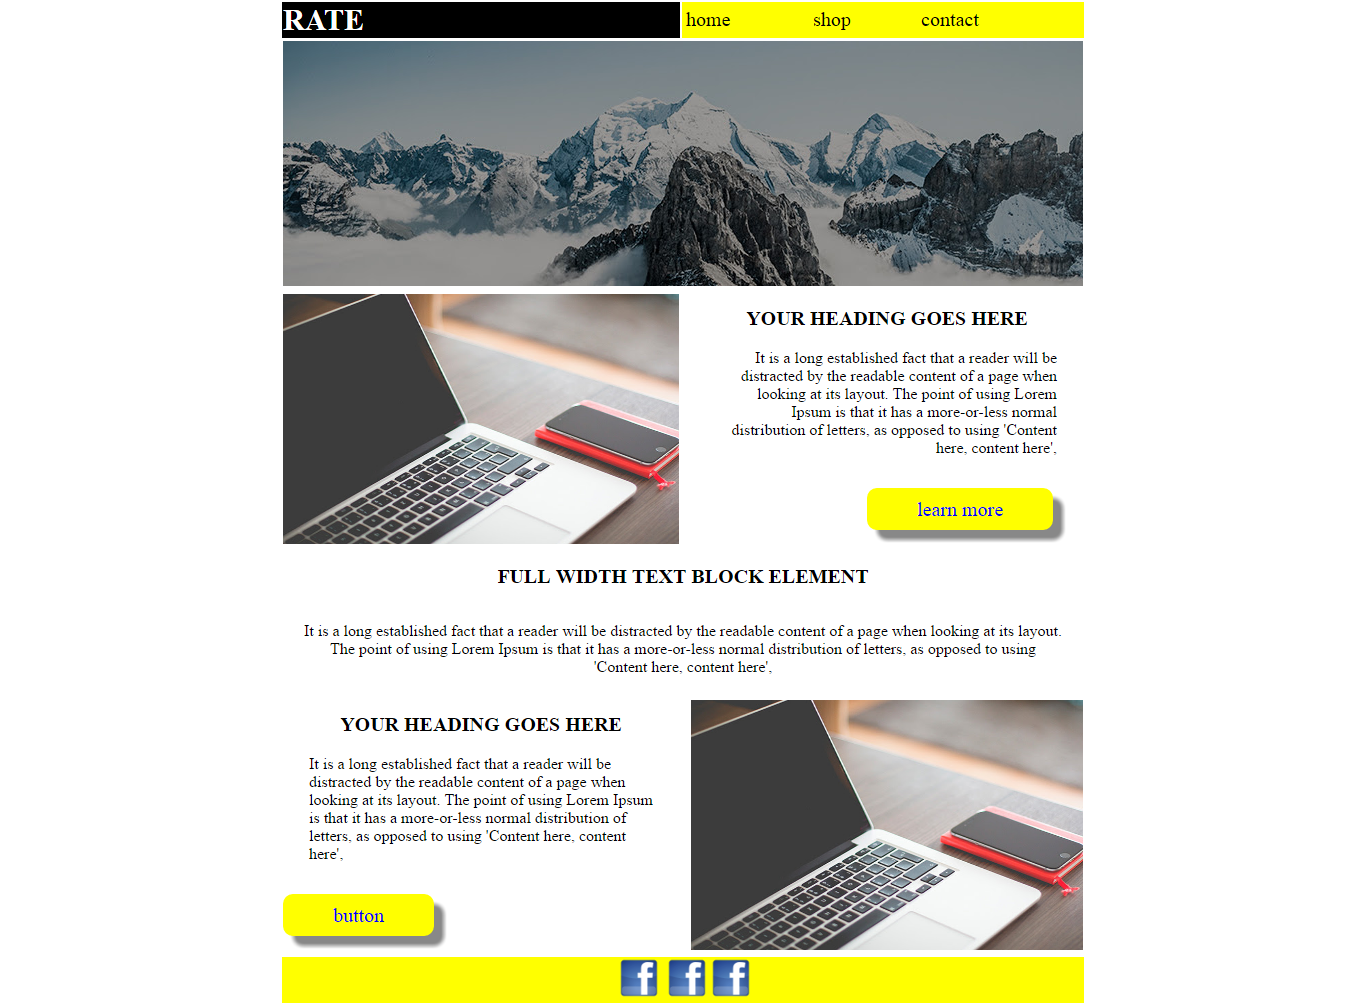 RATE
home shop contact
YOUR HEADING GOES HERE
It is a long established fact that a reader will be
distracted by the readable content of a page when
looking at its layout. The point of using Lorem
Ipsum is that it has a more-or-less normal
distribution of letters, as opposed to using 'Content
here, content here',
learn more
FULL WIDTH TEXT BLOCK ELEMENT
It is a long established fact that a reader will be distracted by the readable content of a page when looking at its layout.
The point of using Lorem Ipsum is that it has a more-or-less normal distribution of letters, as opposed to using
'Content here, content here',
YOUR HEADING GOES HERE
It is a long established fact that a reader will be
distracted by the readable content of a page when
looking at its layout. The point of using Lorem Ipsum
is that it has a more-or-less normal distribution of
letters, as opposed to using 'Content here, content
here',
button
f f f